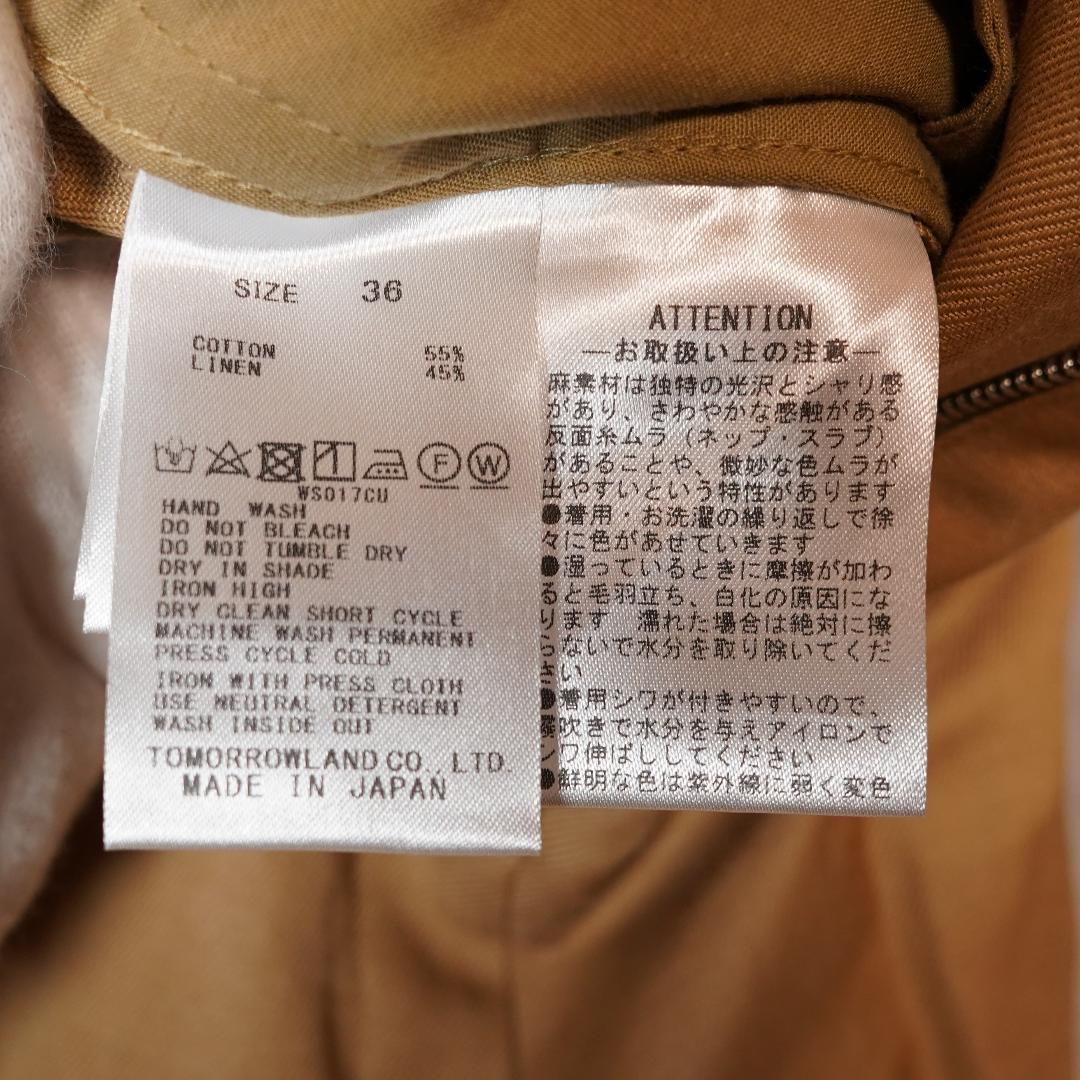 SIZE 36
COTTON 55%
LINEN 45%
F W
WS017CU
HAND WASH
DO NOT BLEACH
DO NOT TUMBLE DRY
DRY IN SHADE
IRON HIGH
DRY CLEAN SHORT CYCLE
MACHINE WASH PERMANENT
PRESS CYCLE COLD
IRON WITH PRESS CLOTH
USE NEUTRAL DETERGENT
WASH INSIDE OUT
TOMORROWLAND CO., LTD.
MADE IN JAPAN
ATTENTION
—お取扱い上の注意—
麻素材は独特の光沢とシャリ感
があり、さわやかな感触がある
反面糸ムラ（ネップ・スラブ）
があることや、微妙な色ムラが
出やすいという特性があります
●着用・お洗濯の繰り返しで徐
々に色があせていきます
●湿っているときに摩擦が加わ
ると毛羽立ち、白化の原因にな
ります 濡れた場合は絶対に擦
らないで水分を取り除いてくだ
さい
●着用シワが付きやすいので、
霧吹きで水分を与えアイロンで
シワ伸ばししてください
●鮮明な色は紫外線に弱く変色